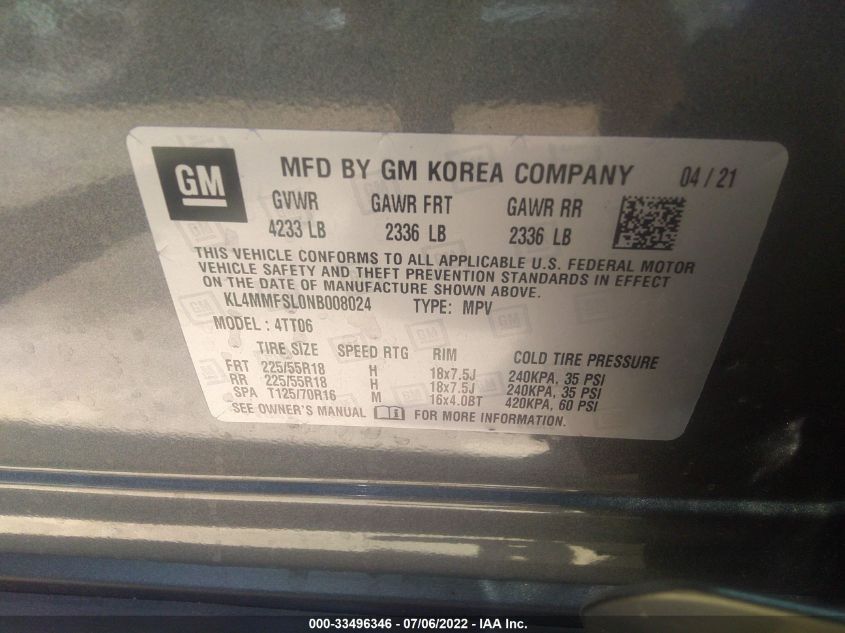 GM MFD BY GM KOREA COMPANY 04 / 21
GVWR GAWR FRT GAWR RR
4233 LB 2336 LB 2336 LB
THIS VEHICLE CONFORMS TO ALL APPLICABLE U.S. FEDERAL MOTOR
VEHICLE SAFETY AND THEFT PREVENTION STANDARDS IN EFFECT
ON THE DATE OF MANUFACTURE SHOWN ABOVE.
KL4MMFSL0NB008024 TYPE: MPV
MODEL: 4TT06
TIRE SIZE SPEED RTG RIM COLD TIRE PRESSURE
FRT 225/55R18 H 18x7.5J 240KPA, 35 PSI
RR 225/55R18 H 18x7.5J 240KPA, 35 PSI
SPA T125/70R16 M 16x4.0BT 420KPA, 60 PSI
SEE OWNER'S MANUAL FOR MORE INFORMATION.
000-33496346 - 07/06/2022 - IAA Inc.